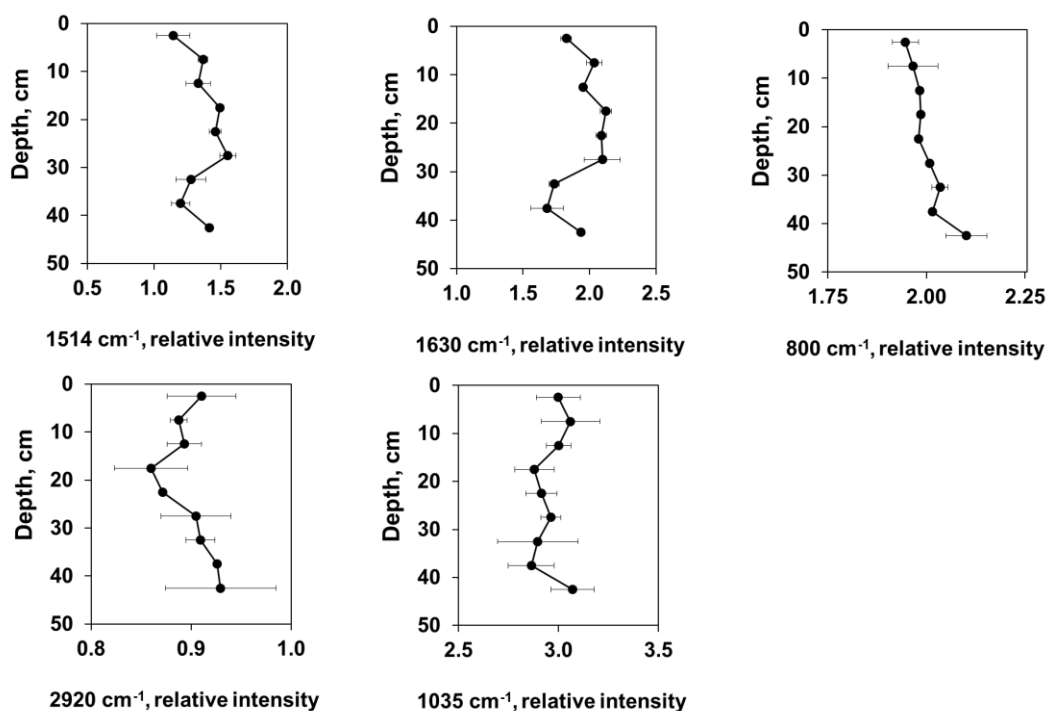 0
10
20
30
40
50
Depth, cm
0.5 1.0 1.5 2.0
1514 cm⁻¹, relative intensity
0
10
20
30
40
50
Depth, cm
1.0 1.5 2.0 2.5
1630 cm⁻¹, relative intensity
0
10
20
30
40
50
Depth, cm
1.75 2.00 2.25
800 cm⁻¹, relative intensity
0
10
20
30
40
50
Depth, cm
0.8 0.9 1.0
2920 cm⁻¹, relative intensity
0
10
20
30
40
50
Depth, cm
2.5 3.0 3.5
1035 cm⁻¹, relative intensity